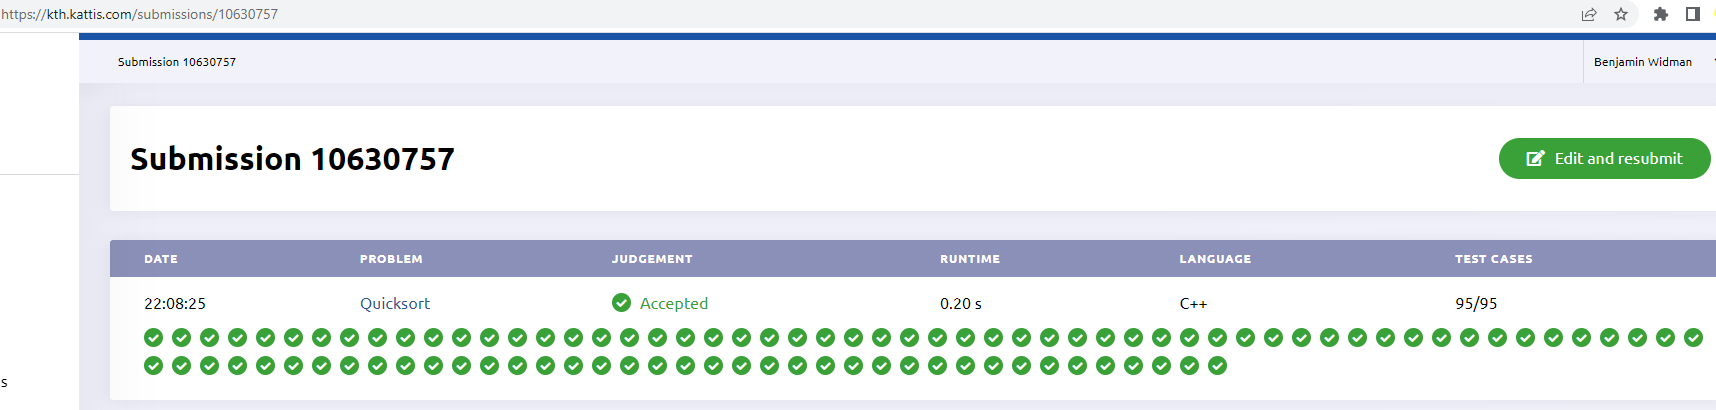 https://kth.kattis.com/submissions/10630757
Submission 10630757
Benjamin Widman
Submission 10630757
Edit and resubmit
DATE PROBLEM JUDGEMENT RUNTIME LANGUAGE TEST CASES
22:08:25 Quicksort Accepted 0.20 s C++ 95/95
s